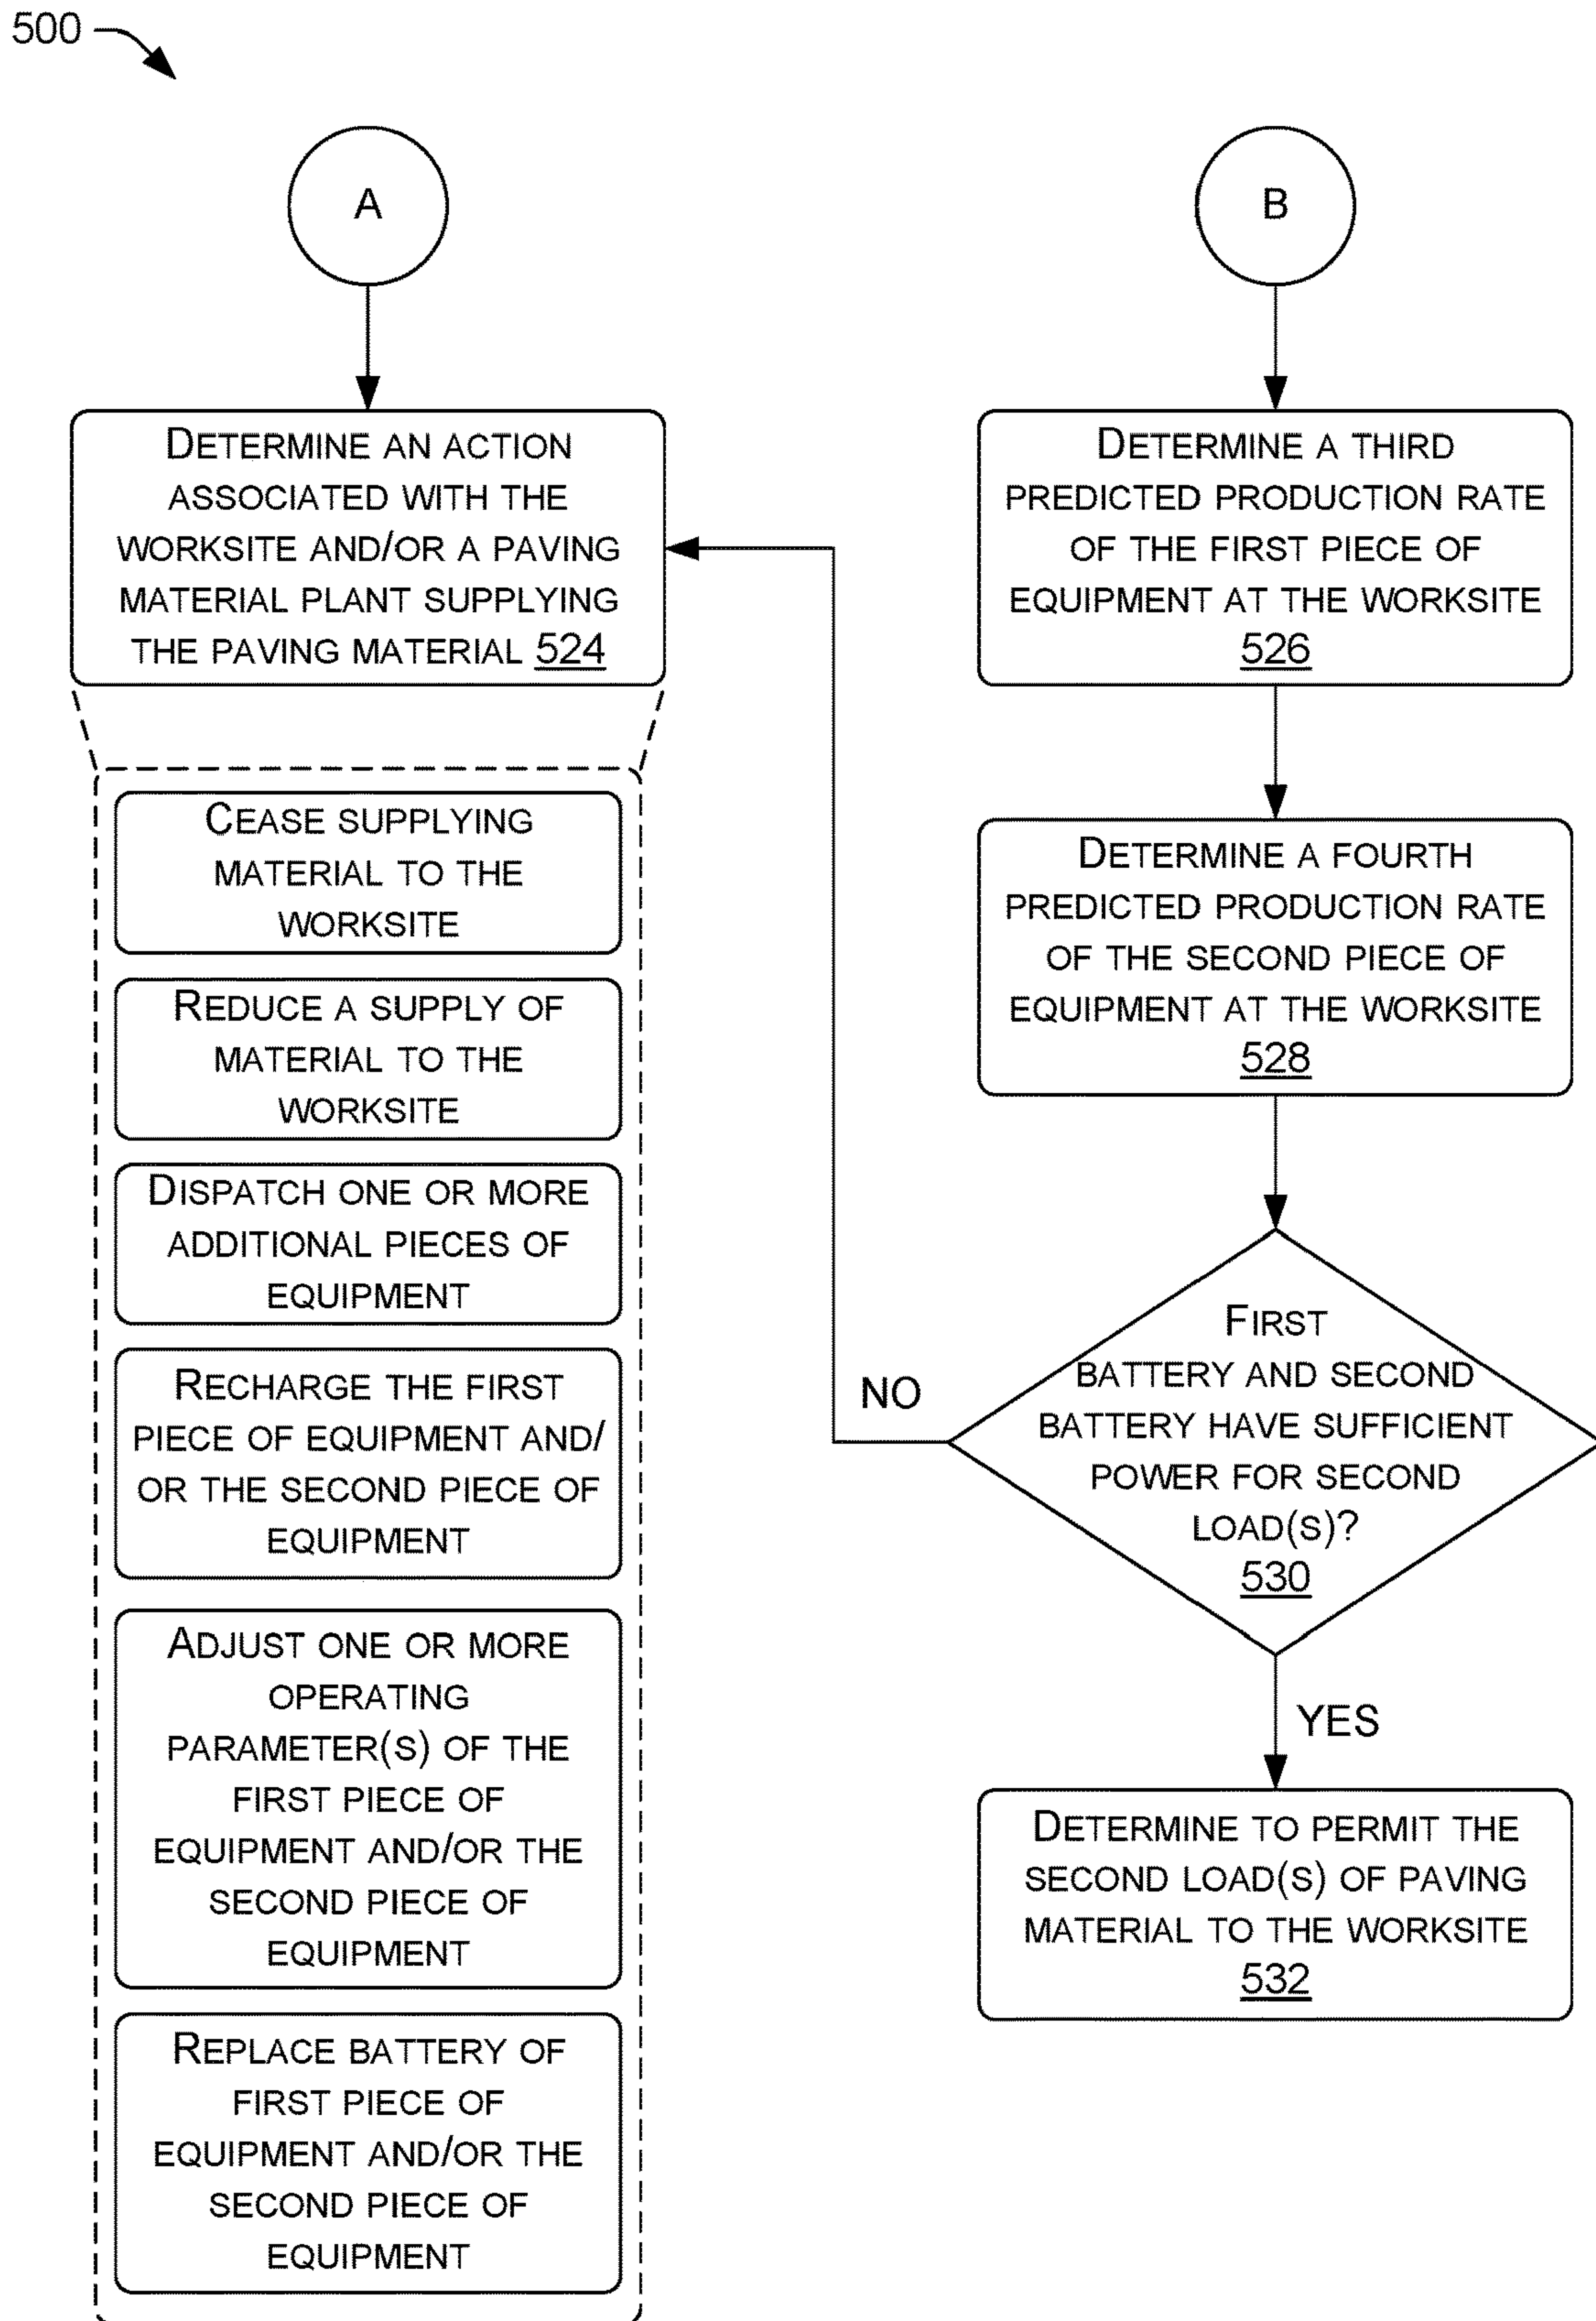 500
A
DETERMINE AN ACTION
ASSOCIATED WITH THE
WORKSITE AND/OR A PAVING
MATERIAL PLANT SUPPLYING
THE PAVING MATERIAL 524
CEASE SUPPLYING
MATERIAL TO THE
WORKSITE
REDUCE A SUPPLY OF
MATERIAL TO THE
WORKSITE
DISPATCH ONE OR MORE
ADDITIONAL PIECES OF
EQUIPMENT
RECHARGE THE FIRST
PIECE OF EQUIPMENT AND/
OR THE SECOND PIECE OF
EQUIPMENT
ADJUST ONE OR MORE
OPERATING
PARAMETER(S) OF THE
FIRST PIECE OF
EQUIPMENT AND/OR THE
SECOND PIECE OF
EQUIPMENT
REPLACE BATTERY OF
FIRST PIECE OF
EQUIPMENT AND/OR THE
SECOND PIECE OF
EQUIPMENT
B
DETERMINE A THIRD
PREDICTED PRODUCTION RATE
OF THE FIRST PIECE OF
EQUIPMENT AT THE WORKSITE
526
DETERMINE A FOURTH
PREDICTED PRODUCTION RATE
OF THE SECOND PIECE OF
EQUIPMENT AT THE WORKSITE
528
FIRST
BATTERY AND SECOND
BATTERY HAVE SUFFICIENT
POWER FOR SECOND
LOAD(S)?
530
NO
YES
DETERMINE TO PERMIT THE
SECOND LOAD(S) OF PAVING
MATERIAL TO THE WORKSITE
532